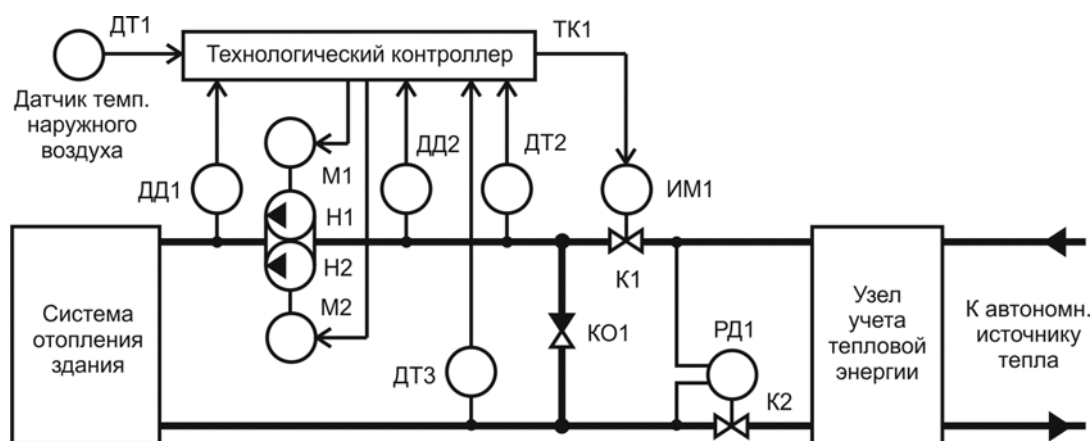 ДТ1
Технологический контроллер
ТК1
Датчик темп.
наружного
воздуха
ДД1
М1
ДД2
ДТ2
ИМ1
Н1
Н2
М2
К1
КО1
ДТ3
РД1
К2
Система
отопления
здания
Узел
учета
тепловой
энергии
К автономн.
источнику
тепла